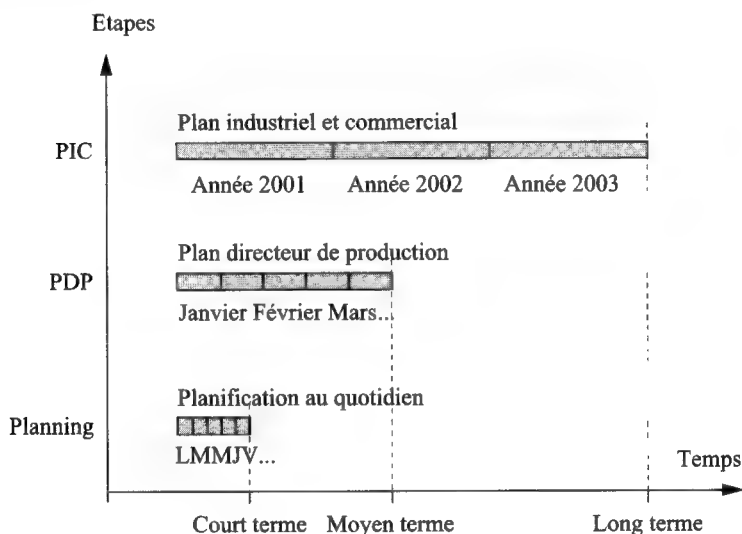 Etapes
Plan industriel et commercial
PIC
Année 2001 Année 2002 Année 2003
Plan directeur de production
PDP
Janvier Février Mars...
Planification au quotidien
Planning
LMMJV...
Temps
Court terme Moyen terme Long terme